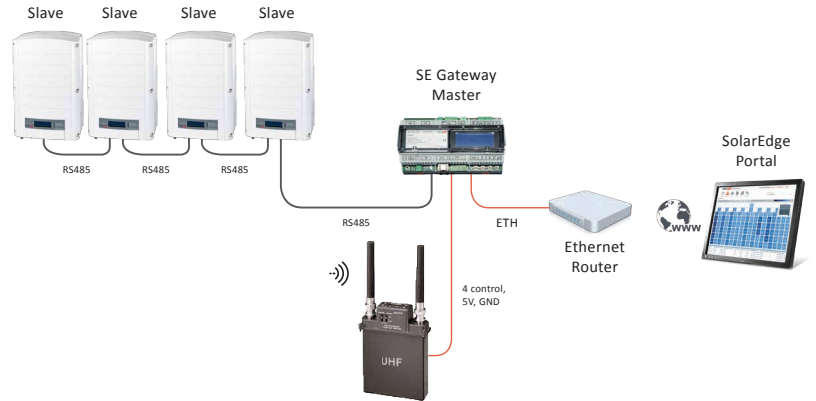 Slave
Slave
Slave
Slave
RS485
RS485
RS485
SE Gateway
Master
SolarEdge
Portal
RS485
ETH
www
Ethernet
Router
4 control,
5V, GND
UHF